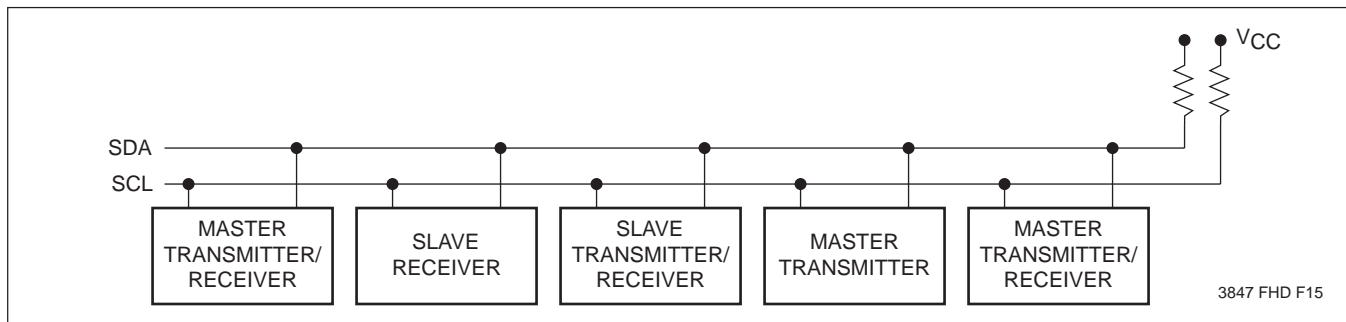 VCC
SDA
SCL
MASTER
TRANSMITTER/
RECEIVER
SLAVE
RECEIVER
SLAVE
TRANSMITTER/
RECEIVER
MASTER
TRANSMITTER
MASTER
TRANSMITTER/
RECEIVER
3847 FHD F15